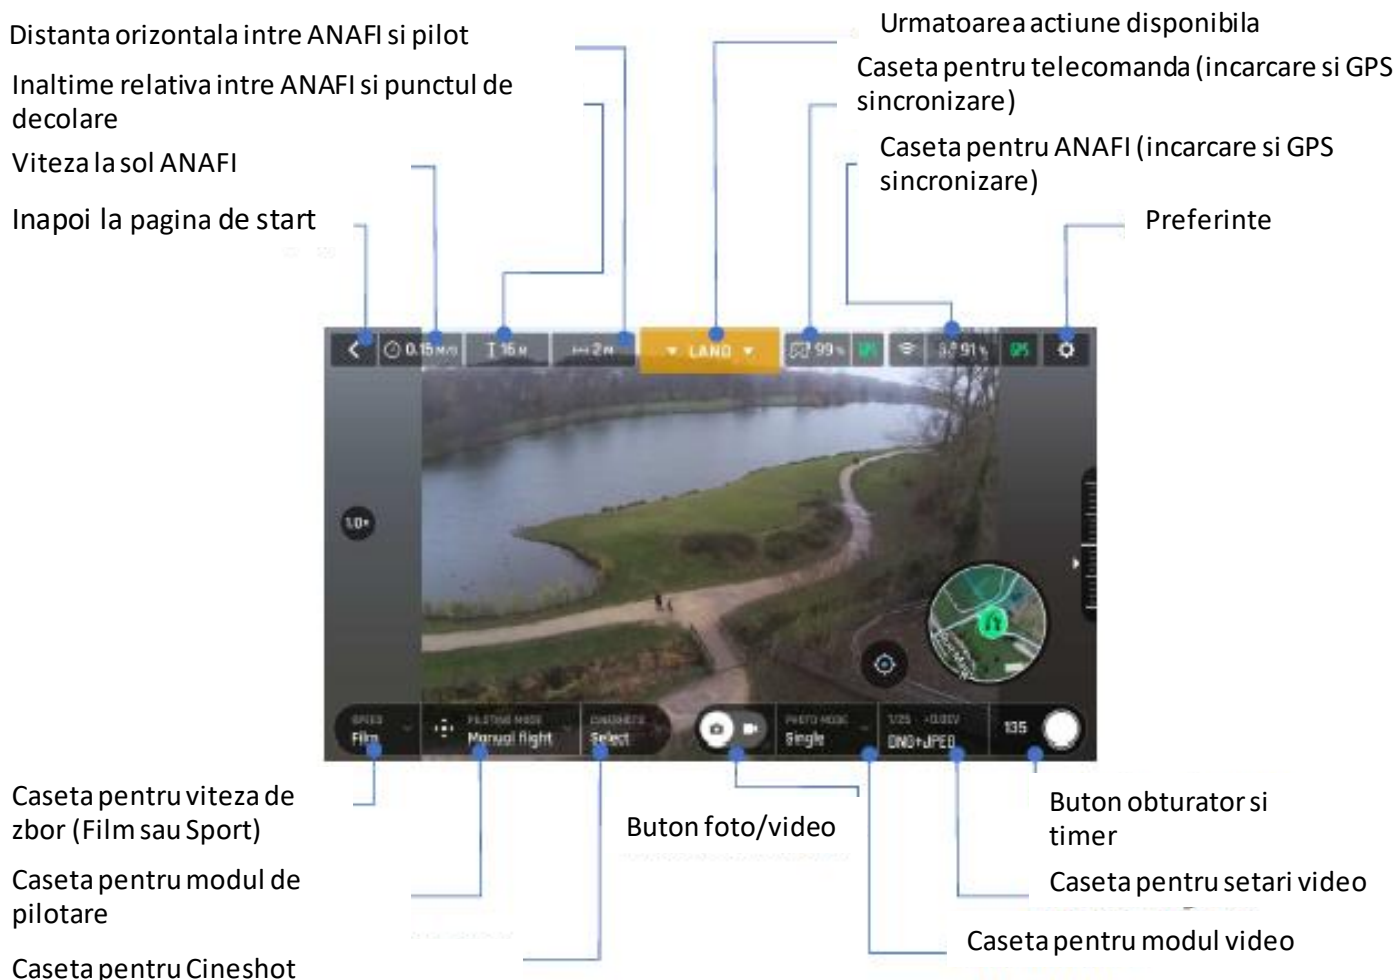 Distanta orizontala intre ANAFI si pilot
Inaltime relativa intre ANAFI si punctul de
decolare
Viteza la sol ANAFI
Inapoi la pagina de start
Urmatoarea actiune disponibila
Caseta pentru telecomanda (incarcare si GPS
sincronizare)
Caseta pentru ANAFI (incarcare si GPS
sincronizare)
Preferinte
0.15 M/S
16 M
2 M
LAND
99 %
GPS
91 %
GPS
1.0×
SPEED
Film
PILOTING MODE
Manual flight
CINESHOTS
Select
PHOTO MODE
Single
1/25 +0.0EV
DNG+JPEG
135
Caseta pentru viteza de
zbor (Film sau Sport)
Caseta pentru modul de
pilotare
Caseta pentru Cineshot
Buton foto/video
Buton obturator si
timer
Caseta pentru setari video
Caseta pentru modul video